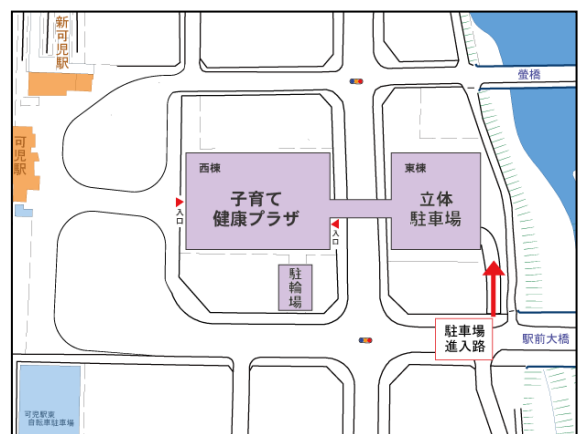 新可児駅
螢橋
可児駅
西棟
東棟
子育て
健康プラザ
立体
駐車場
入口
入口
駐輪場
駐車場
進入路
駅前大橋
可児駅東
自転車駐車場